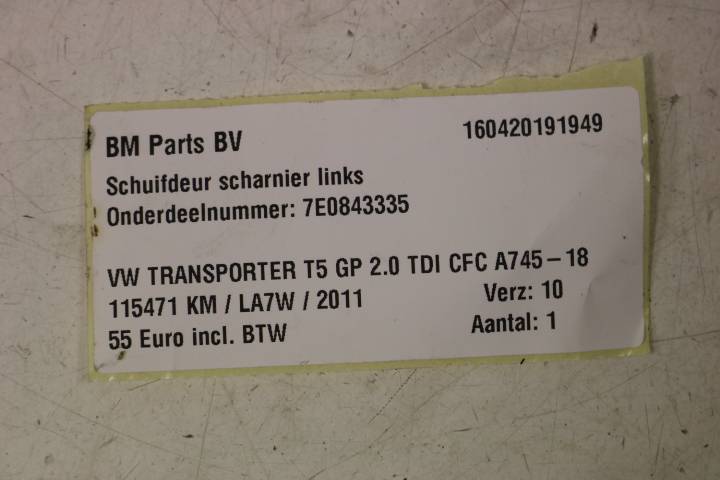 BM Parts BV 160420191949
Schuifdeur scharnier links
Onderdeelnummer: 7E0843335
VW TRANSPORTER T5 GP 2.0 TDI CFC A745-18
115471 KM / LA7W / 2011 Verz: 10
55 Euro incl. BTW Aantal: 1